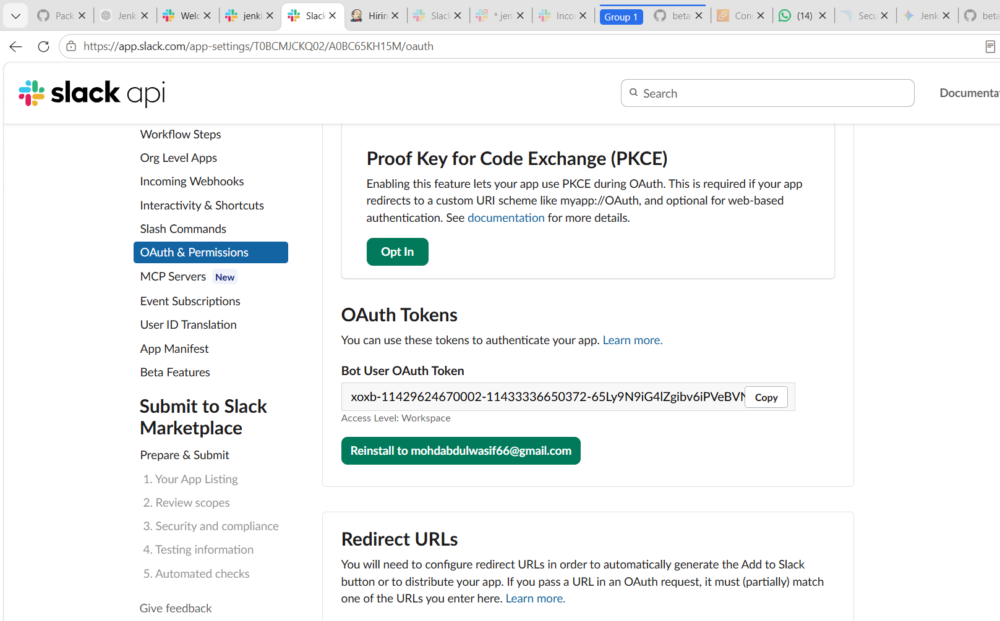 Pack
Jenk
Welc
jenki
Slack
Hirin
Slack
* jen
Inco
Group 1
beta
Con
(14)
Secu
Jenk
beta
https://app.slack.com/app-settings/T0BCMJCKQ02/A0BC65KH15M/oauth
slack api
Search
Documenta
Workflow Steps
Org Level Apps
Incoming Webhooks
Interactivity & Shortcuts
Slash Commands
OAuth & Permissions
MCP Servers New
Event Subscriptions
User ID Translation
App Manifest
Beta Features
Submit to Slack
Marketplace
Prepare & Submit
1. Your App Listing
2. Review scopes
3. Security and compliance
4. Testing information
5. Automated checks
Give feedback
Proof Key for Code Exchange (PKCE)
Enabling this feature lets your app use PKCE during OAuth. This is required if your app
redirects to a custom URI scheme like myapp://OAuth, and optional for web-based
authentication. See documentation for more details.
Opt In
OAuth Tokens
You can use these tokens to authenticate your app. Learn more.
Bot User OAuth Token
xoxb-11429624670002-11433336650372-65Ly9N9iG4lZgibv6iPVeBVN
Copy
Access Level: Workspace
Reinstall to mohdabdulwasif66@gmail.com
Redirect URLs
You will need to configure redirect URLs in order to automatically generate the Add to Slack
button or to distribute your app. If you pass a URL in an OAuth request, it must (partially) match
one of the URLs you enter here. Learn more.